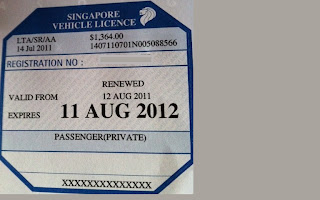 SINGAPORE
VEHICLE LICENCE
LTA/SR/AA $1,364.00
14 Jul 2011 1407110701N005088566
REGISTRATION NO :
RENEWED
VALID FROM 12 AUG 2011
EXPIRES 11 AUG 2012
PASSENGER(PRIVATE)
XXXXXXXXXXXXXX